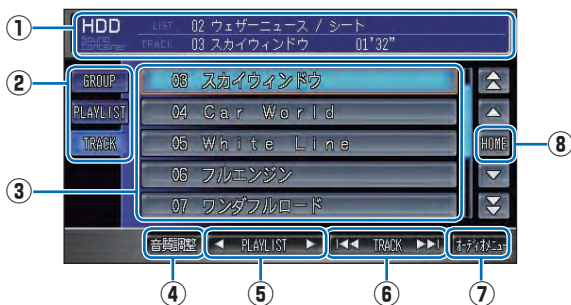 ①
HDD LIST 02 ウェザーニュース / シート
Sound Container TRACK 03 スカイウィンドウ 01'32”
②
GROUP
PLAYLIST
TRACK
③
03 スカイウィンドウ
04 Car World
05 White Line
06 フルエンジン
07 ワンダフルロード
HOME
⑧
音質調整
◄ PLAYLIST ►
I◄◄ TRACK ►►I
オーディオメニュー
④
⑤
⑥
⑦